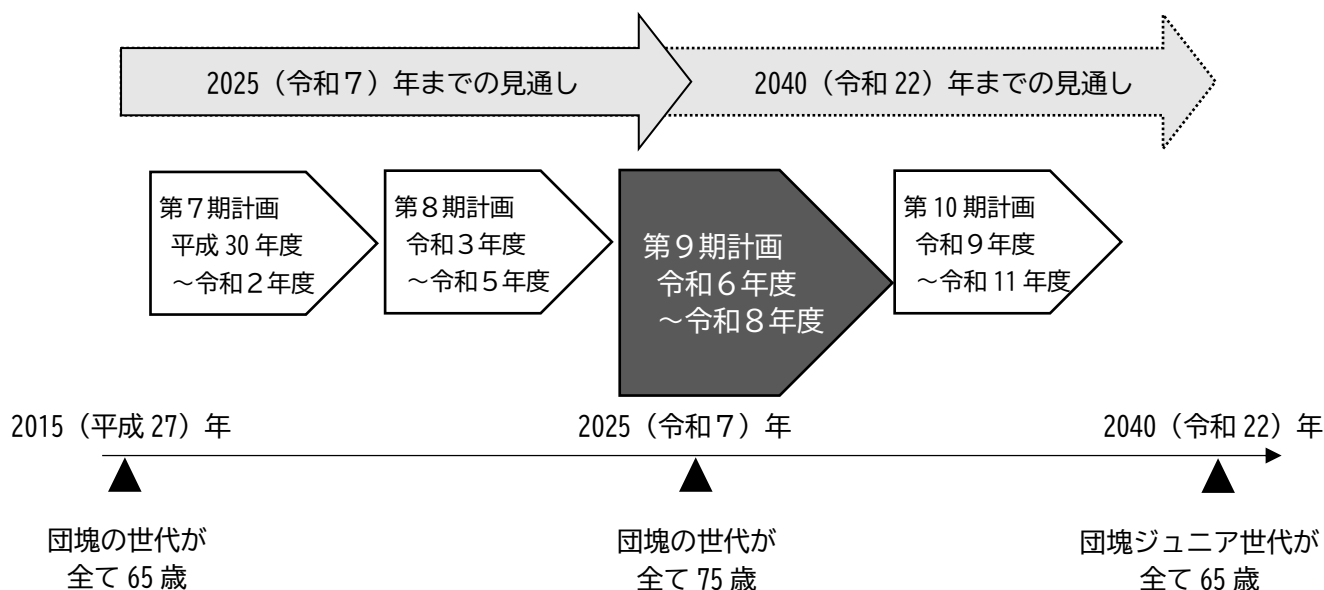 2025（令和７）年までの見通し
2040（令和 22）年までの見通し
第７期計画
平成 30 年度
～令和２年度
第８期計画
令和３年度
～令和５年度
第９期計画
令和６年度
～令和８年度
第 10 期計画
令和９年度
～令和 11 年度
2015（平成 27）年
2025（令和７）年
2040（令和 22）年
団塊の世代が
全て 65 歳
団塊の世代が
全て 75 歳
団塊ジュニア世代が
全て 65 歳